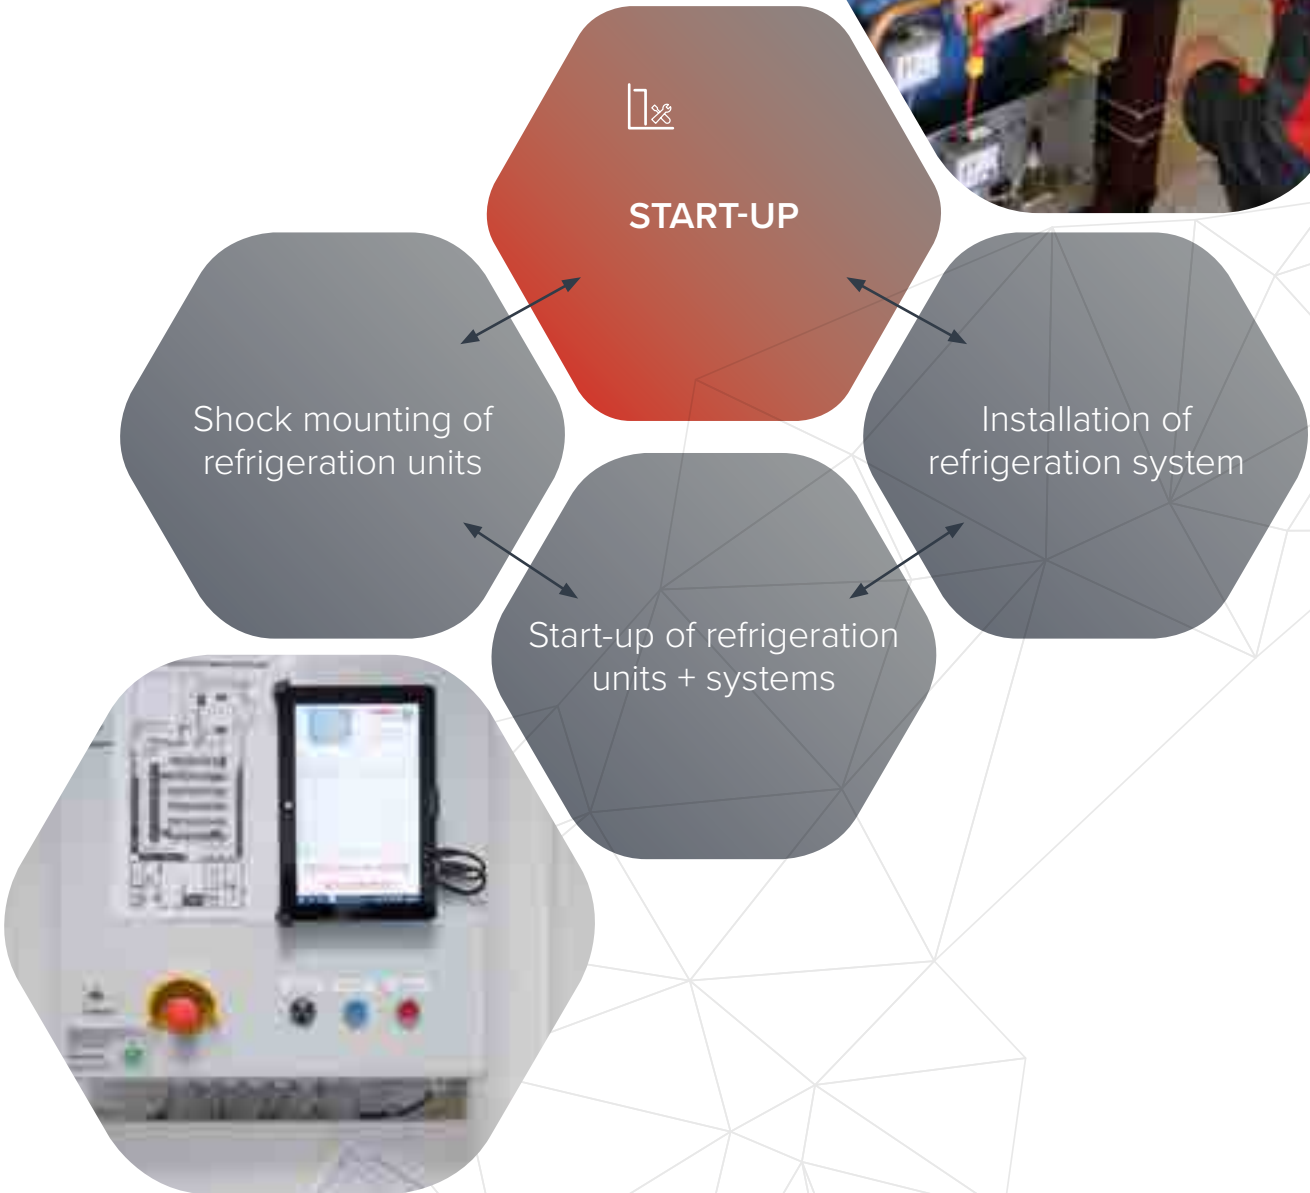 START-UP
Shock mounting of
refrigeration units
Installation of
refrigeration system
Start-up of refrigeration
units + systems